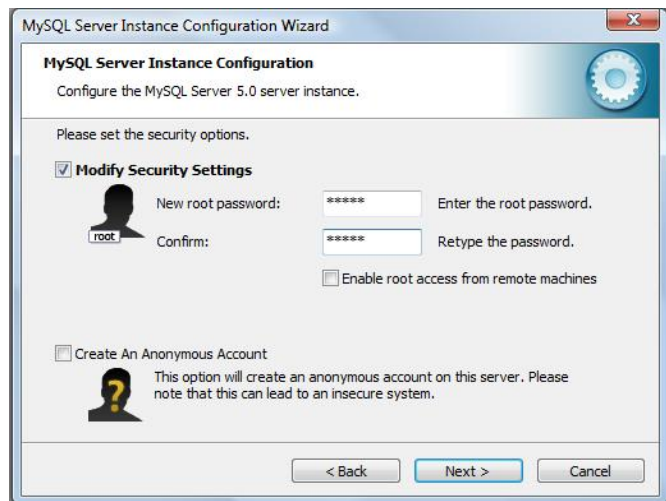 MySQL Server Instance Configuration Wizard
MySQL Server Instance Configuration
Configure the MySQL Server 5.0 server instance.
Please set the security options.
Modify Security Settings
New root password: ***** Enter the root password.
root
Confirm: ***** Retype the password.
Enable root access from remote machines
Create An Anonymous Account
This option will create an anonymous account on this server. Please
note that this can lead to an insecure system.
< Back Next > Cancel